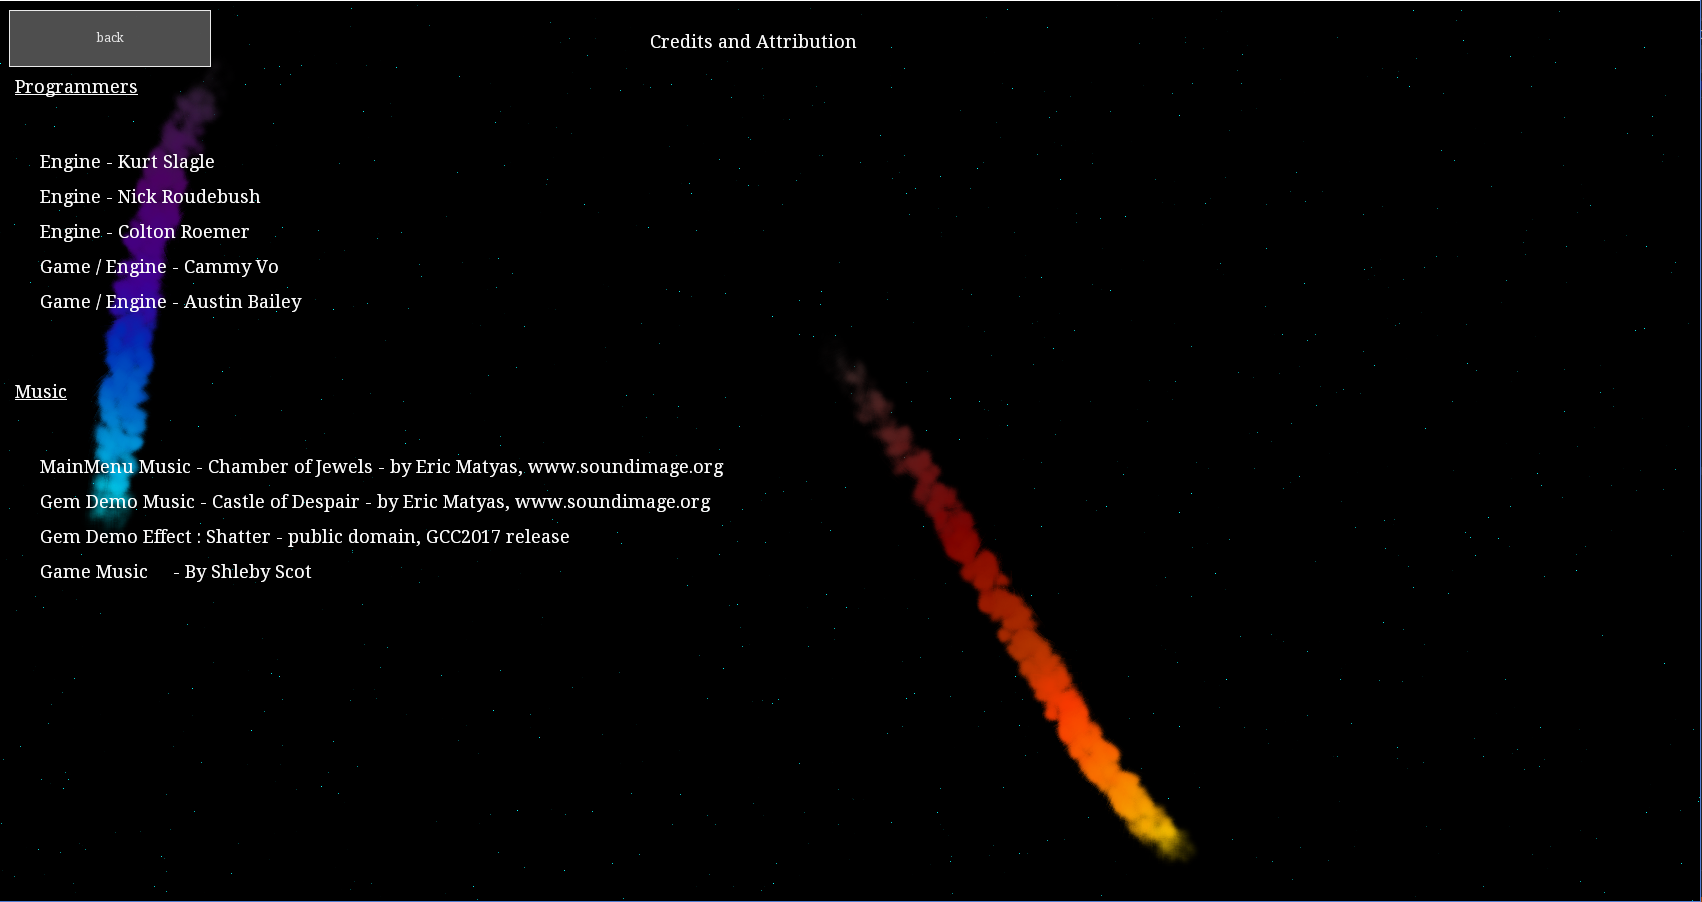 back
Credits and Attribution
Programmers
Engine - Kurt Slagle
Engine - Nick Roudebush
Engine - Colton Roemer
Game / Engine - Cammy Vo
Game / Engine - Austin Bailey
Music
MainMenu Music - Chamber of Jewels - by Eric Matyas, www.soundimage.org
Gem Demo Music - Castle of Despair - by Eric Matyas, www.soundimage.org
Gem Demo Effect : Shatter - public domain, GCC2017 release
Game Music - By Shleby Scot